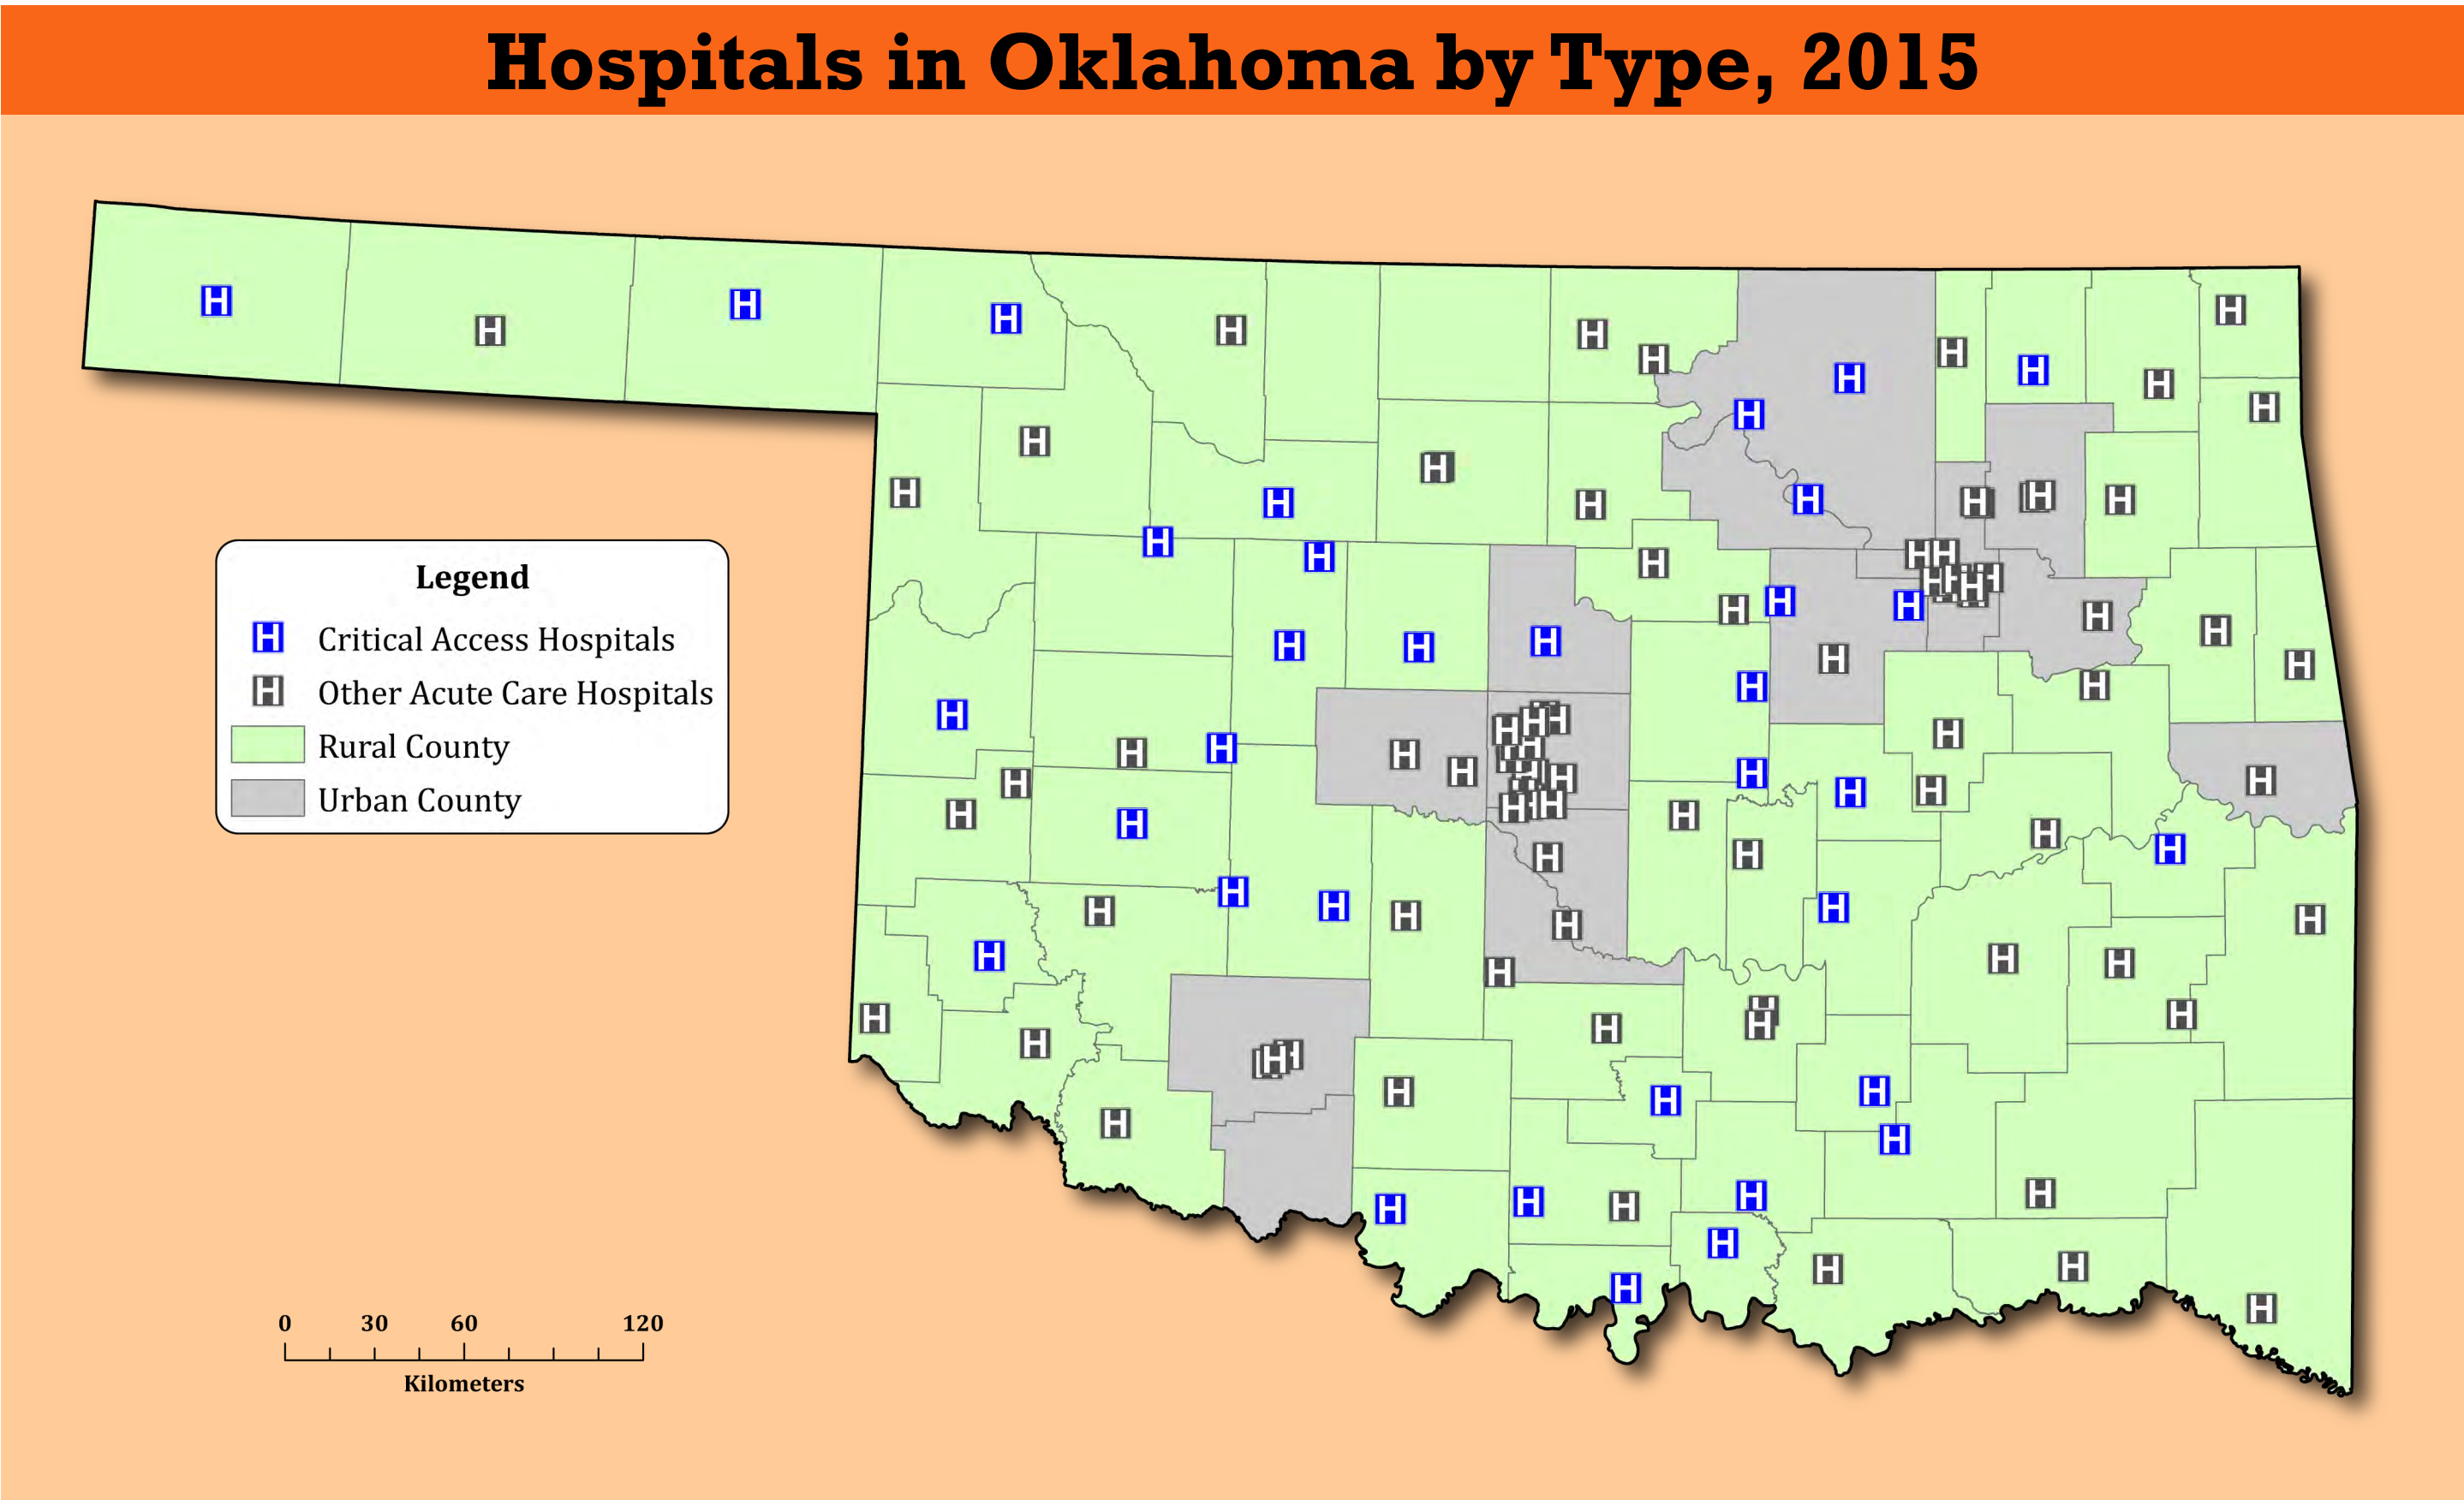 Hospitals in Oklahoma by Type, 2015
Legend
H Critical Access Hospitals
H Other Acute Care Hospitals
Rural County
Urban County
0 30 60 120
Kilometers